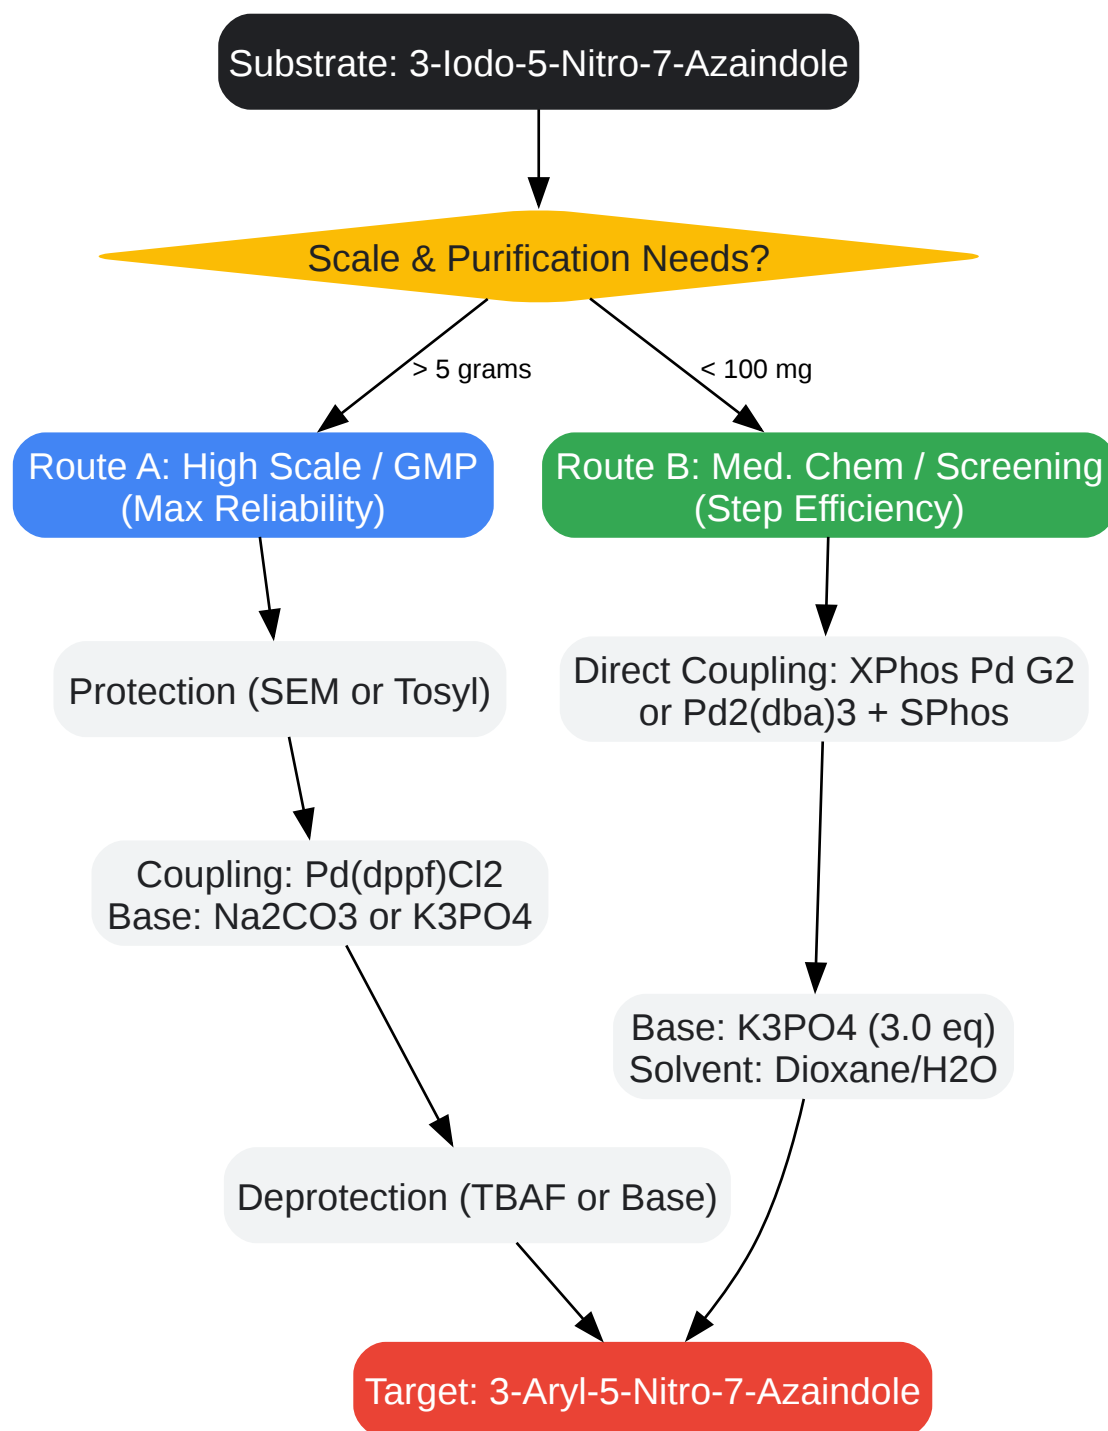 Substrate: 3-Iodo-5-Nitro-7-Azaindole
Scale & Purification Needs?
> 5 grams
< 100 mg
Route A: High Scale / GMP
(Max Reliability)
Route B: Med. Chem / Screening
(Step Efficiency)
Protection (SEM or Tosyl)
Direct Coupling: XPhos Pd G2
or Pd2(dba)3 + SPhos
Coupling: Pd(dppf)Cl2
Base: Na2CO3 or K3PO4
Base: K3PO4 (3.0 eq)
Solvent: Dioxane/H2O
Deprotection (TBAF or Base)
Target: 3-Aryl-5-Nitro-7-Azaindole